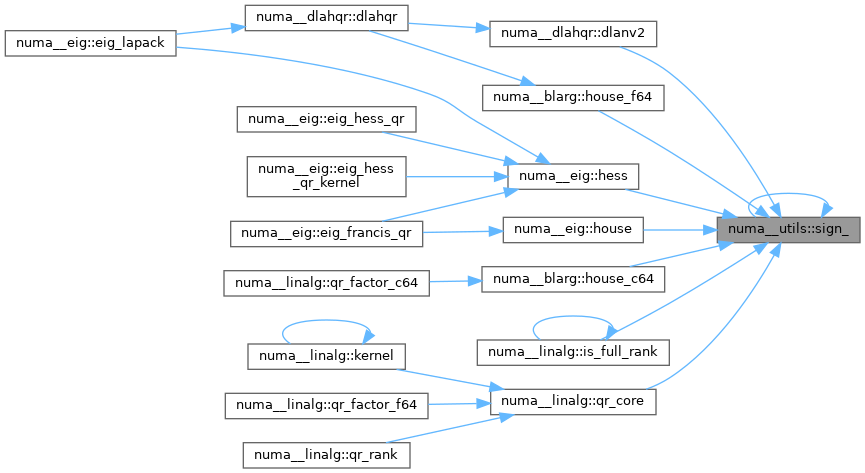 numa__dlahqr::dlahqr
numa__dlahqr::dlanv2
numa__eig::eig_lapack
numa__blarg::house_f64
numa__eig::eig_hess_qr
numa__eig::eig_hess
_qr_kernel
numa__eig::hess
numa__eig::eig_francis_qr
numa__eig::house
numa__utils::sign_
numa__linalg::qr_factor_c64
numa__blarg::house_c64
numa__linalg::kernel
numa__linalg::is_full_rank
numa__linalg::qr_factor_f64
numa__linalg::qr_core
numa__linalg::qr_rank